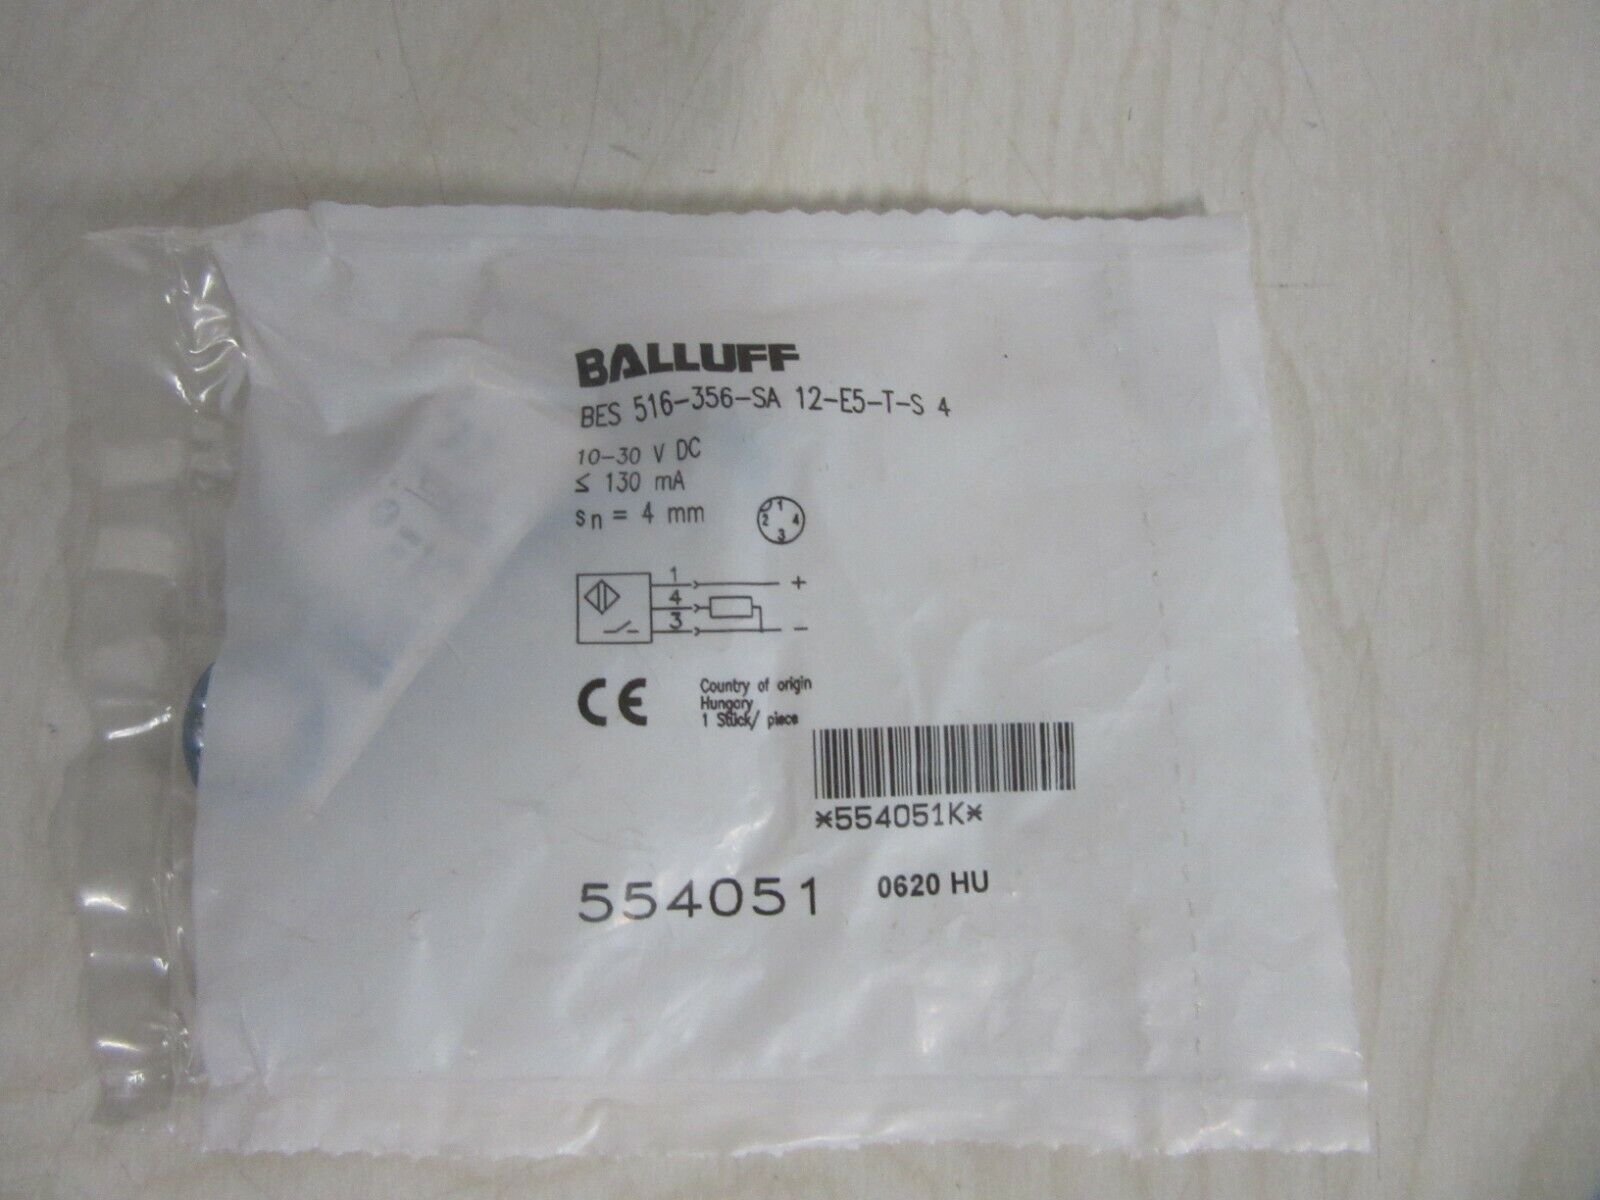 BALLUFF
BES 516-356-SA 12-E5-T-S 4
10-30 V DC
≤ 130 mA
sn = 4 mm
1
2 4
3
1 +
4
3 -
CE
Country of origin
Hungary
1 Stück/ piece
*554051K*
554051 0620 HU